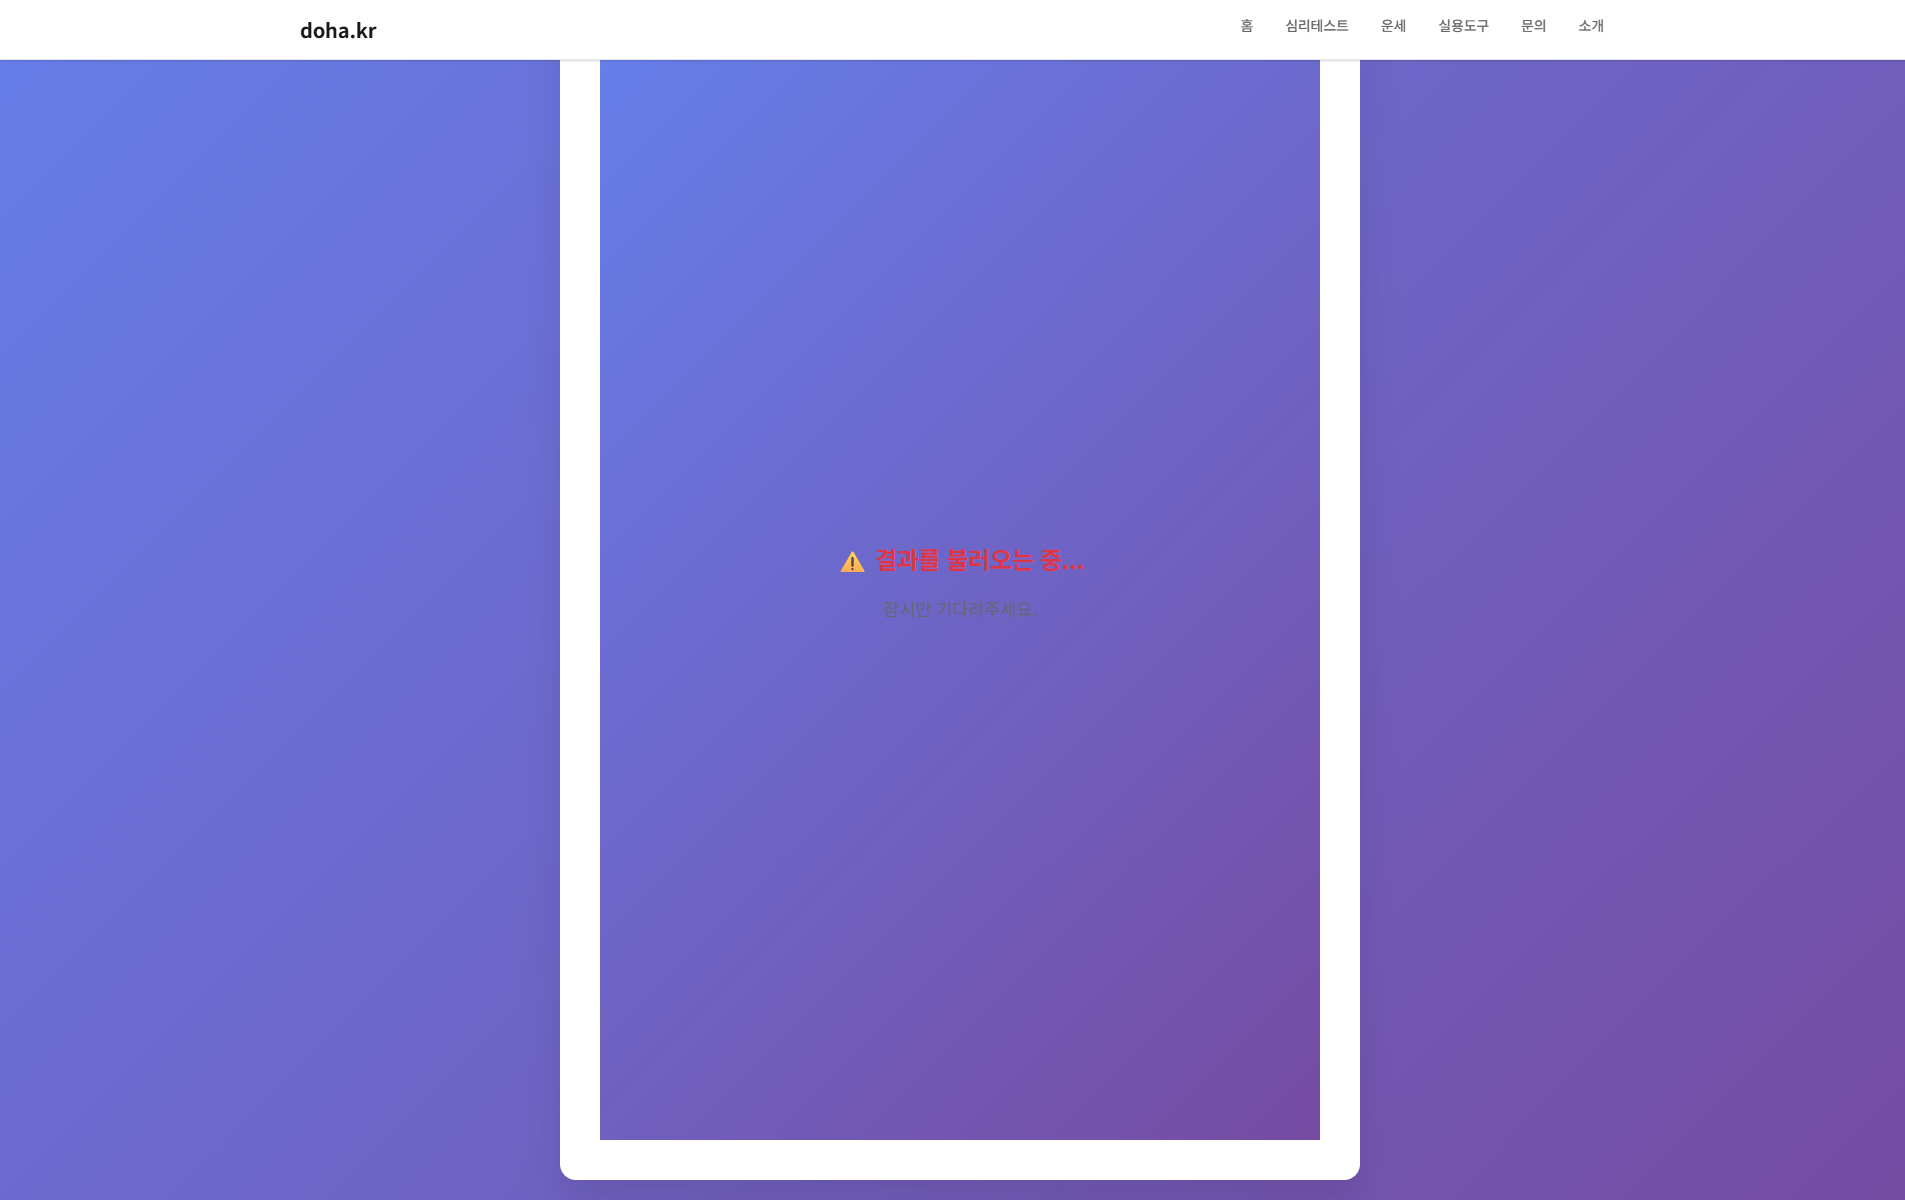 doha.kr
홈 심리테스트 운세 실용도구 문의 소개
⚠️ 결과를 불러오는 중...
잠시만 기다려주세요.